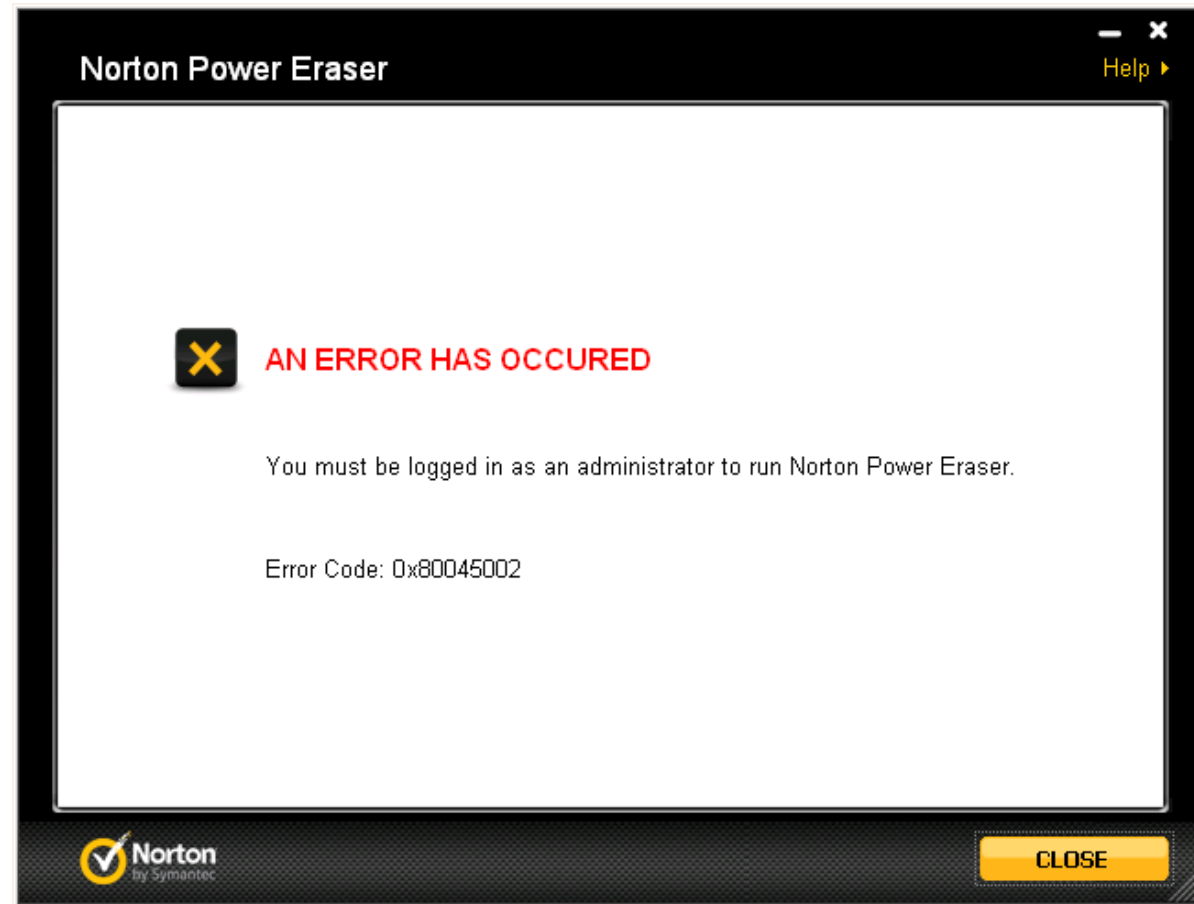 Norton Power Eraser
Help
AN ERROR HAS OCCURED
You must be logged in as an administrator to run Norton Power Eraser.
Error Code: 0x80045002
Norton
by Symantec
CLOSE